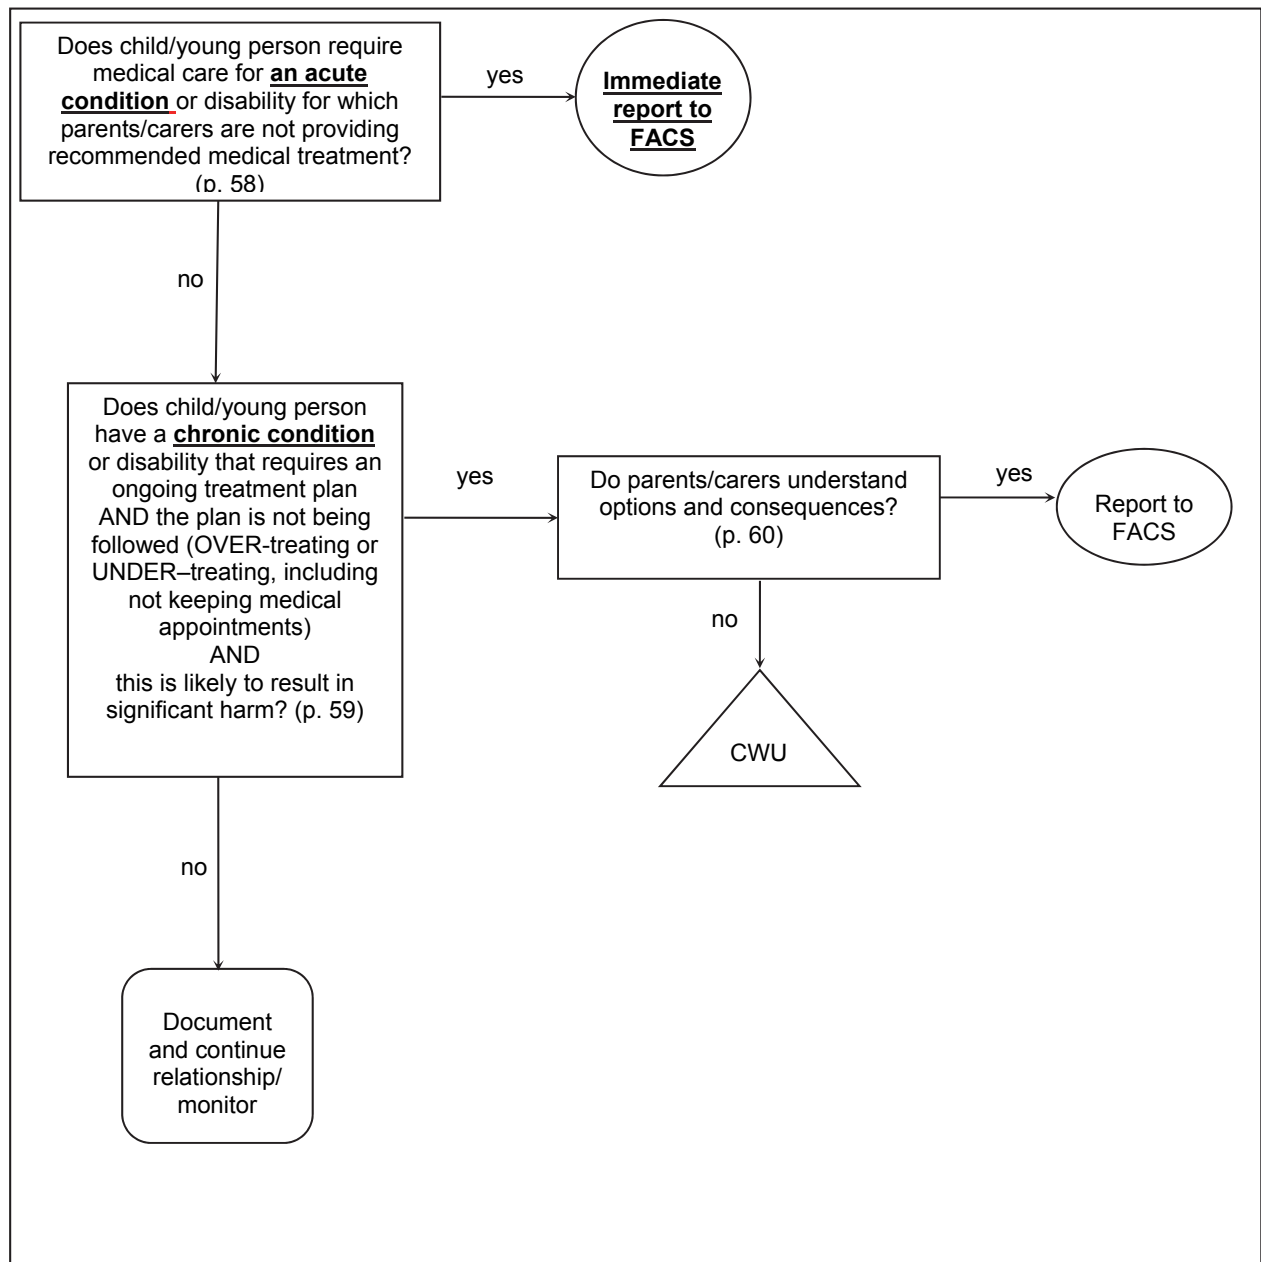 Does child/young person require
medical care for an acute
condition or disability for which
parents/carers are not providing
recommended medical treatment?
(p. 58)
yes
Immediate
report to
FACS
no
Does child/young person
have a chronic condition
or disability that requires an
ongoing treatment plan
AND the plan is not being
followed (OVER-treating or
UNDER–treating, including
not keeping medical
appointments)
AND
this is likely to result in
significant harm? (p. 59)
yes
Do parents/carers understand
options and consequences?
(p. 60)
yes
Report to
FACS
no
CWU
no
Document
and continue
relationship/
monitor